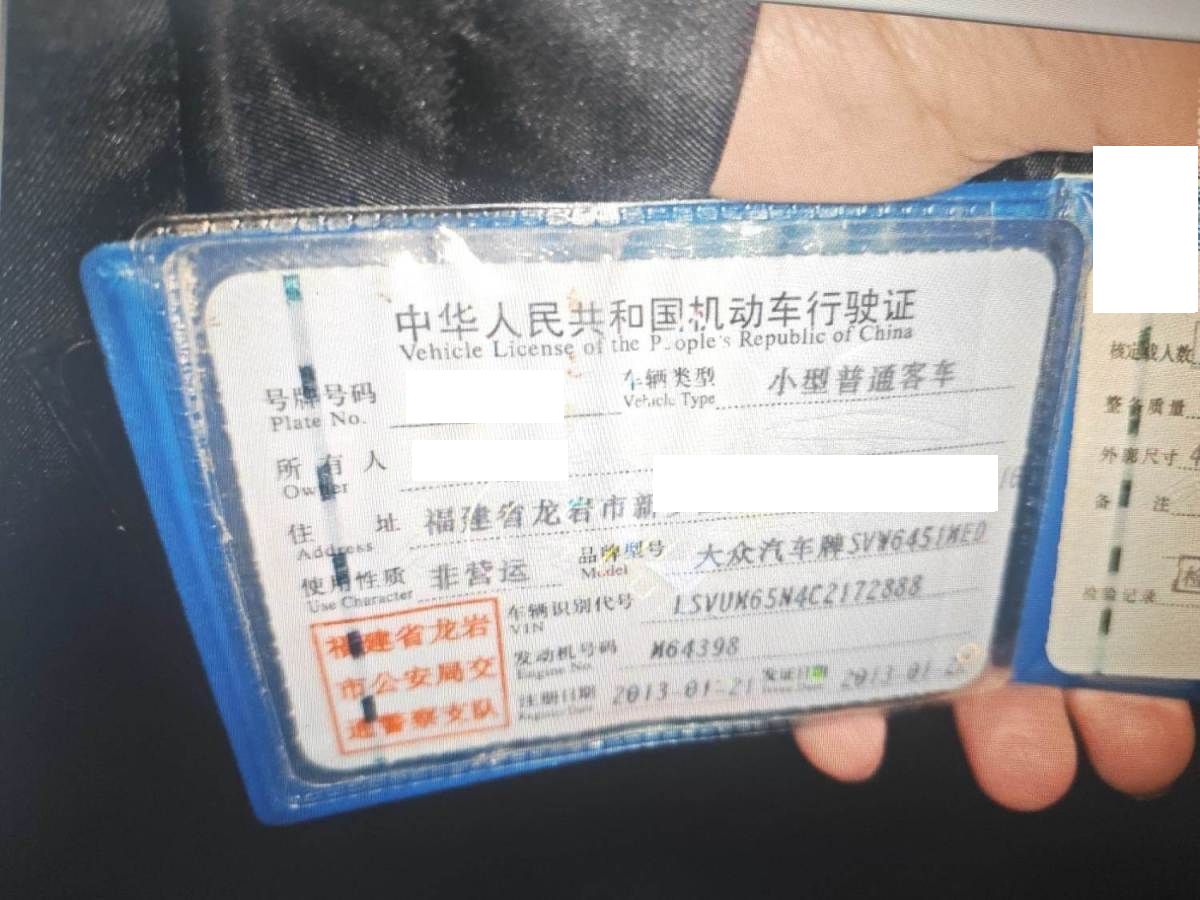 中华人民共和国机动车行驶证
Vehicle License of the People's Republic of China
号牌号码
Plate No.
车辆类型 小型普通客车
Vehicle Type
所有人
Owner
住址 福建省龙岩市新
Address
使用性质 非营运
Use Character
品牌型号 大众汽车牌SVW6451MED
Model
车辆识别代号 LSVUM65N4C2172888
VIN
发动机号码 M64398
Engine No.
注册日期 2013-01-21
Register Date
发证日期 2013-01-2
Issue Date
福建省龙岩
市公安局交
通警察支队
核定载人数
整备质量
外廓尺寸 4
备注
检验记录
检